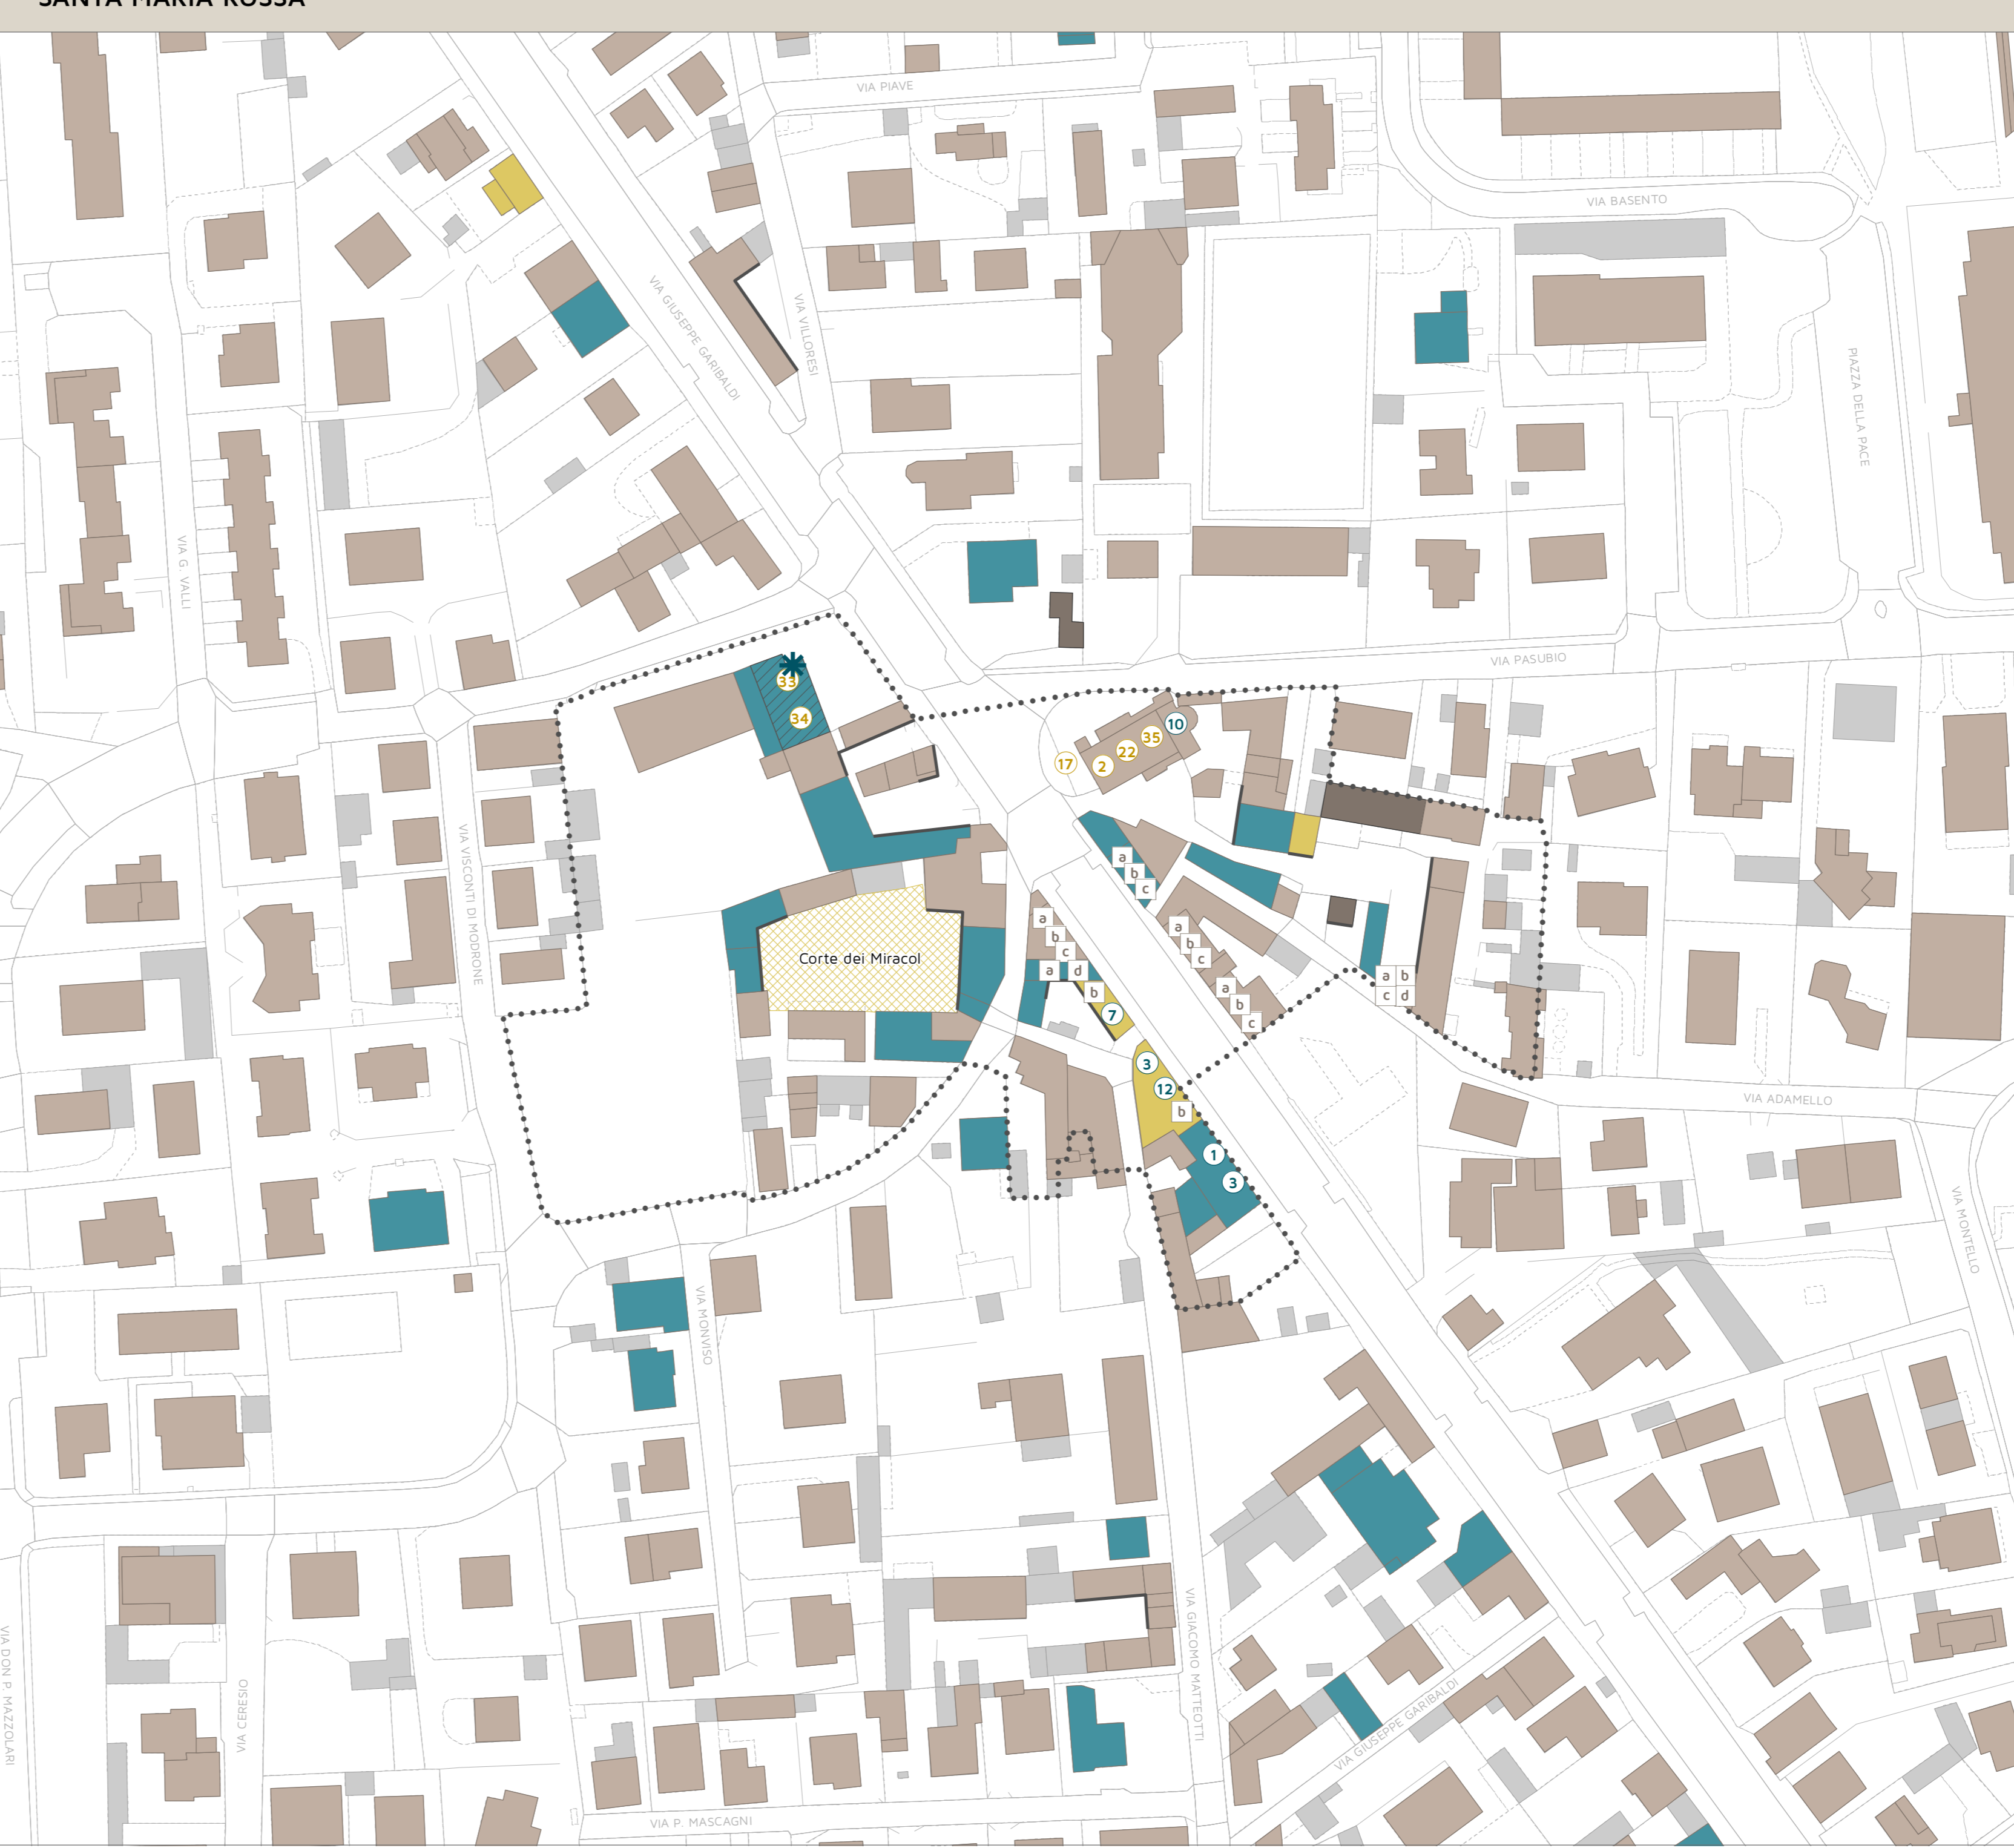 SANTA MARIA ROSSA
VIA PIAVE
VIA BASENTO
VIA GIUSEPPE GARIBALDI
VIA VILLORESI
PIAZZA DELLA PACE
VIA G. VALLI
VIA PASUBIO
33
34
10
35
22
2
17
VIA VISCONTI DI MODRONE
a
b
c
a
b
c
a
b
c
Corte dei Miracol
a d
b
a b
c d
a
b
c
7
3
12
b
VIA ADAMELLO
1
3
VIA MONTELLO
VIA MONVISO
VIA GIACOMO MATTEOTTI
VIA DON P. MAZZOLARI
VIA CERESIO
VIA GIUSEPPE GARIBALDI
VIA P. MASCAGNI